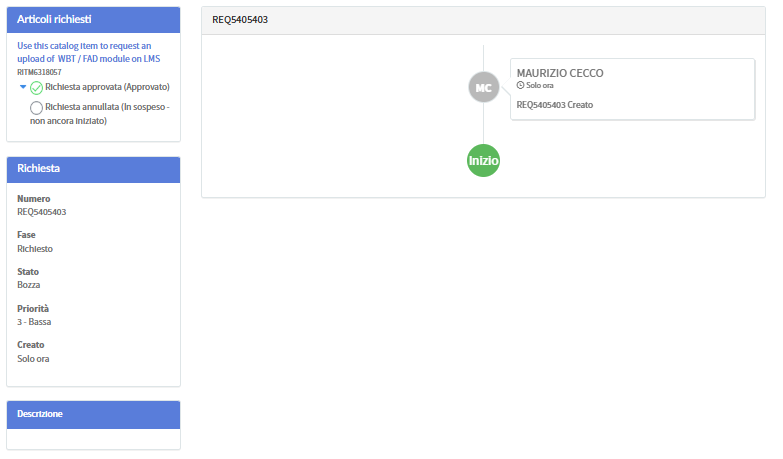 Articoli richiesti
Use this catalog item to request an
upload of WBT / FAD module on LMS
RITM6318057
Richiesta approvata (Approvato)
Richiesta annullata (In sospeso -
non ancora iniziato)
Richiesta
Numero
REQ5405403
Fase
Richiesto
Stato
Bozza
Priorità
3 - Bassa
Creato
Solo ora
Descrizione
REQ5405403
MC
MAURIZIO CECCO
Solo ora
REQ5405403 Creato
Inizio